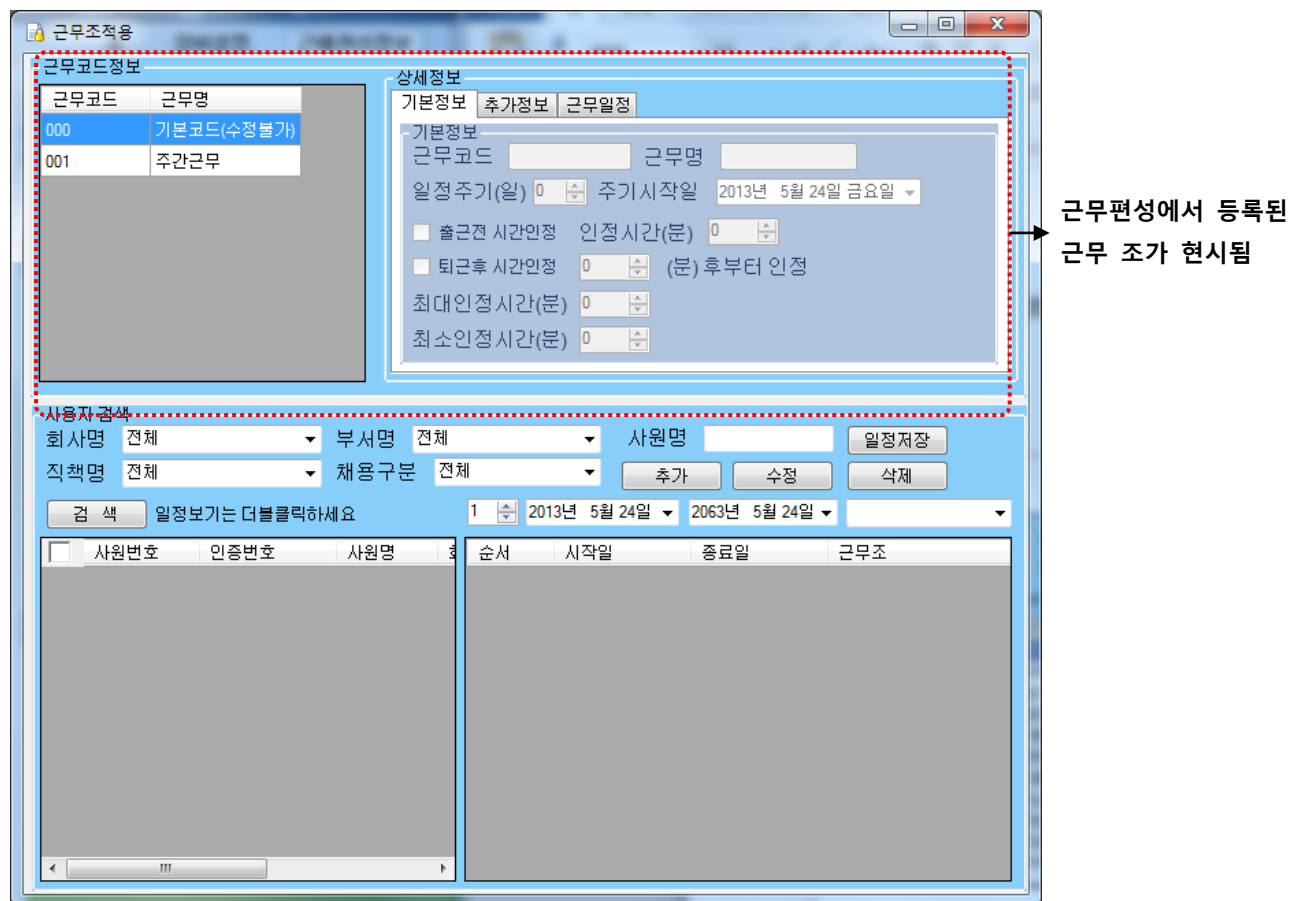 근무조적용
근무코드정보
근무코드 근무명
000 기본코드(수정불가)
001 주간근무
상세정보
기본정보 추가정보 근무일정
기본정보
근무코드 근무명
일정주기(일) 0 주기시작일 2013년 5월 24일 금요일
출근전 시간인정 인정시간(분) 0
퇴근후 시간인정 0 (분) 후부터 인정
최대인정시간(분) 0
최소인정시간(분) 0
근무편성에서 등록된
근무 조가 현시됨
사용자 검색
회사명 전체 부서명 전체 사원명 일정저장
직책명 전체 채용구분 전체 추가 수정 삭제
검 색 일정보기는 더블클릭하세요 1 2013년 5월 24일 2063년 5월 24일
사원번호 인증번호 사원명
순서 시작일 종료일 근무조